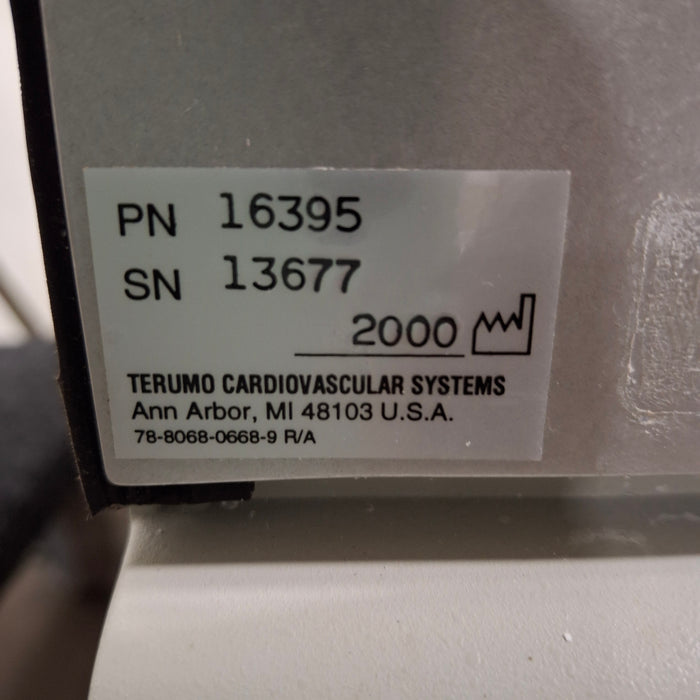 PN 16395
SN 13677
2000
TERUMO CARDIOVASCULAR SYSTEMS
Ann Arbor, MI 48103 U.S.A.
78-8068-0668-9 R/A